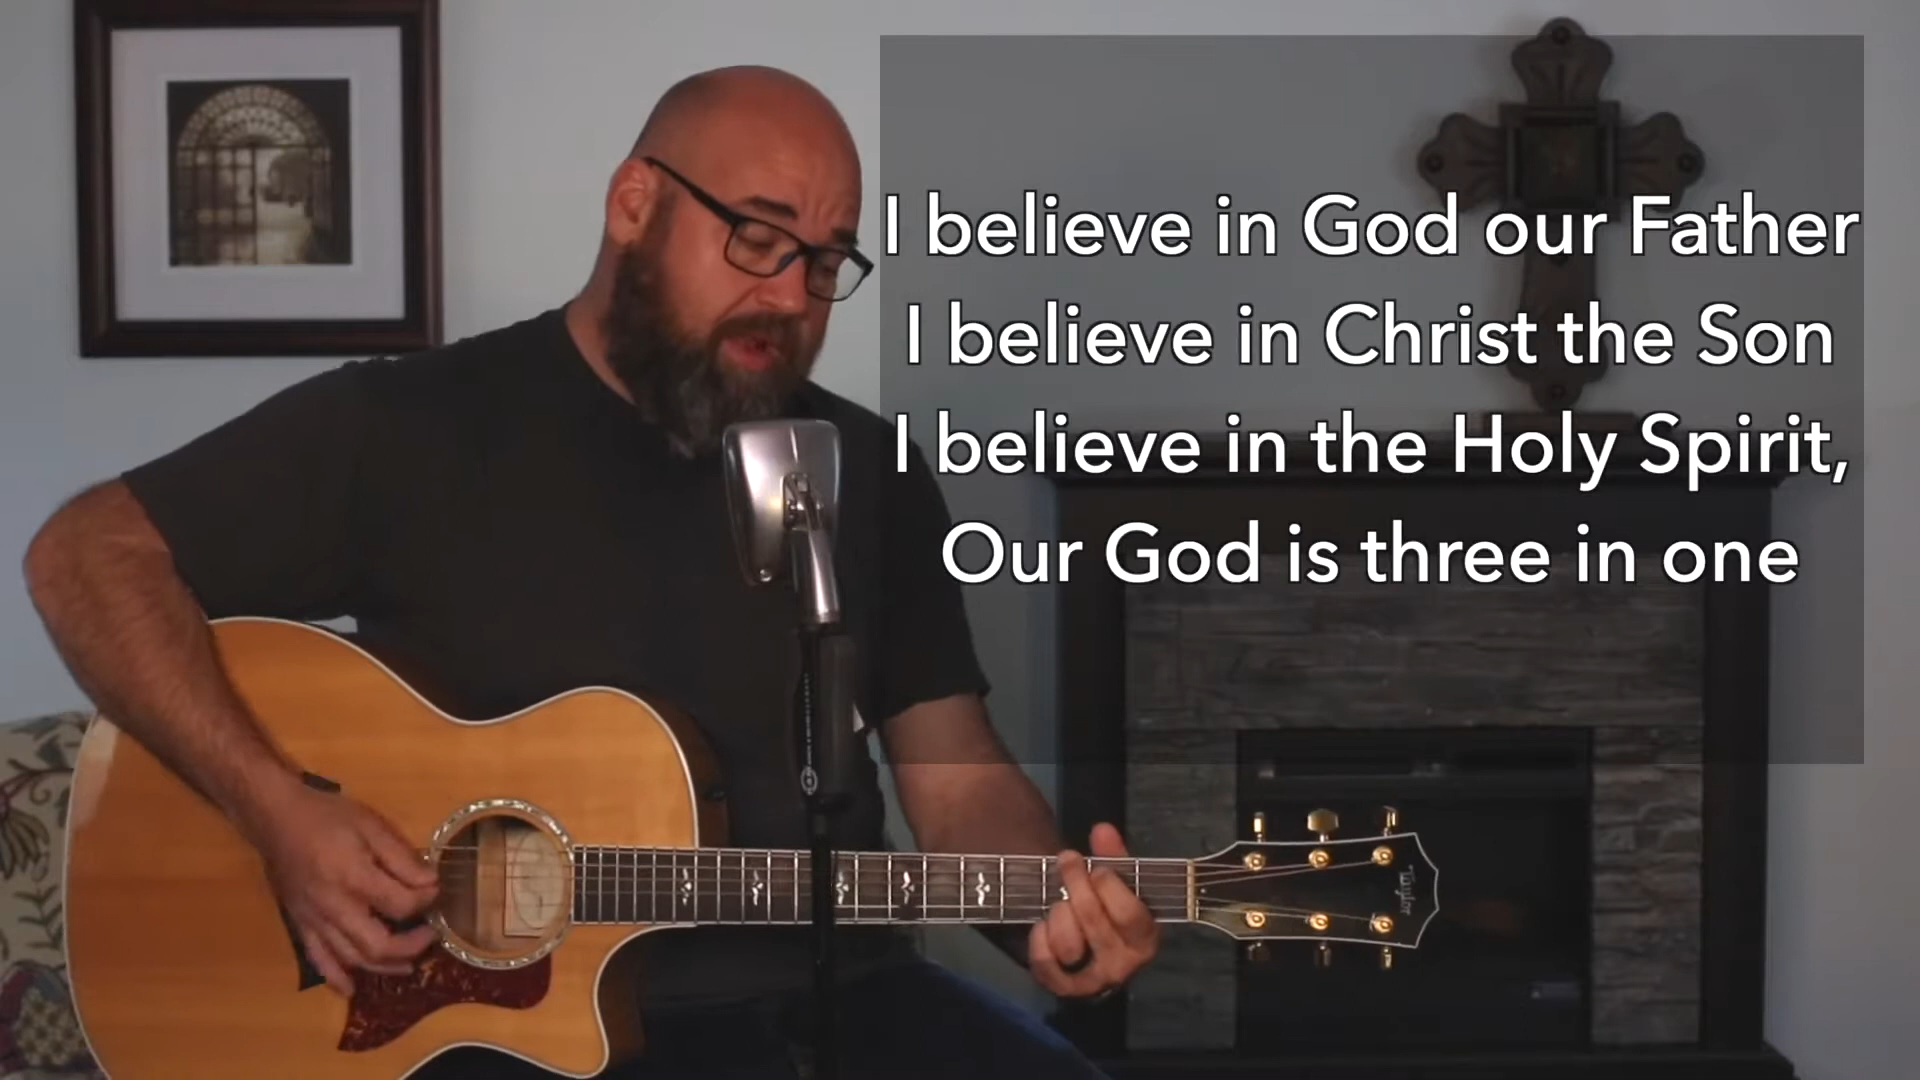 I believe in God our Father
I believe in Christ the Son
I believe in the Holy Spirit,
Our God is three in one
Taylor